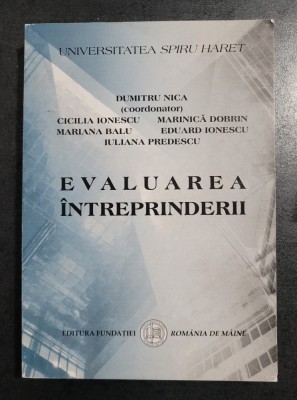 UNIVERSITATEA SPIRU HARET
DUMITRU NICA
(coordonator)
CICILIA IONESCU MARINICĂ DOBRIN
MARIANA BALU EDUARD IONESCU
IULIANA PREDESCU
EVALUAREA
ÎNTREPRINDERII
EDITURA FUNDAȚIEI ROMÂNIA DE MÂINE